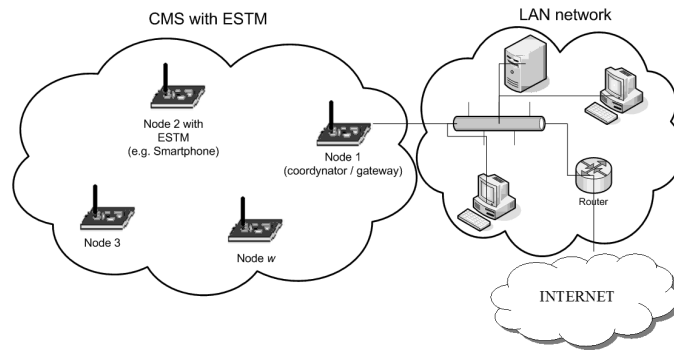 CMS with ESTM
LAN network
Node 2 with
ESTM
(e.g. Smartphone)
Node 1
(coordynator / gateway)
Node 3
Node w
Router
INTERNET